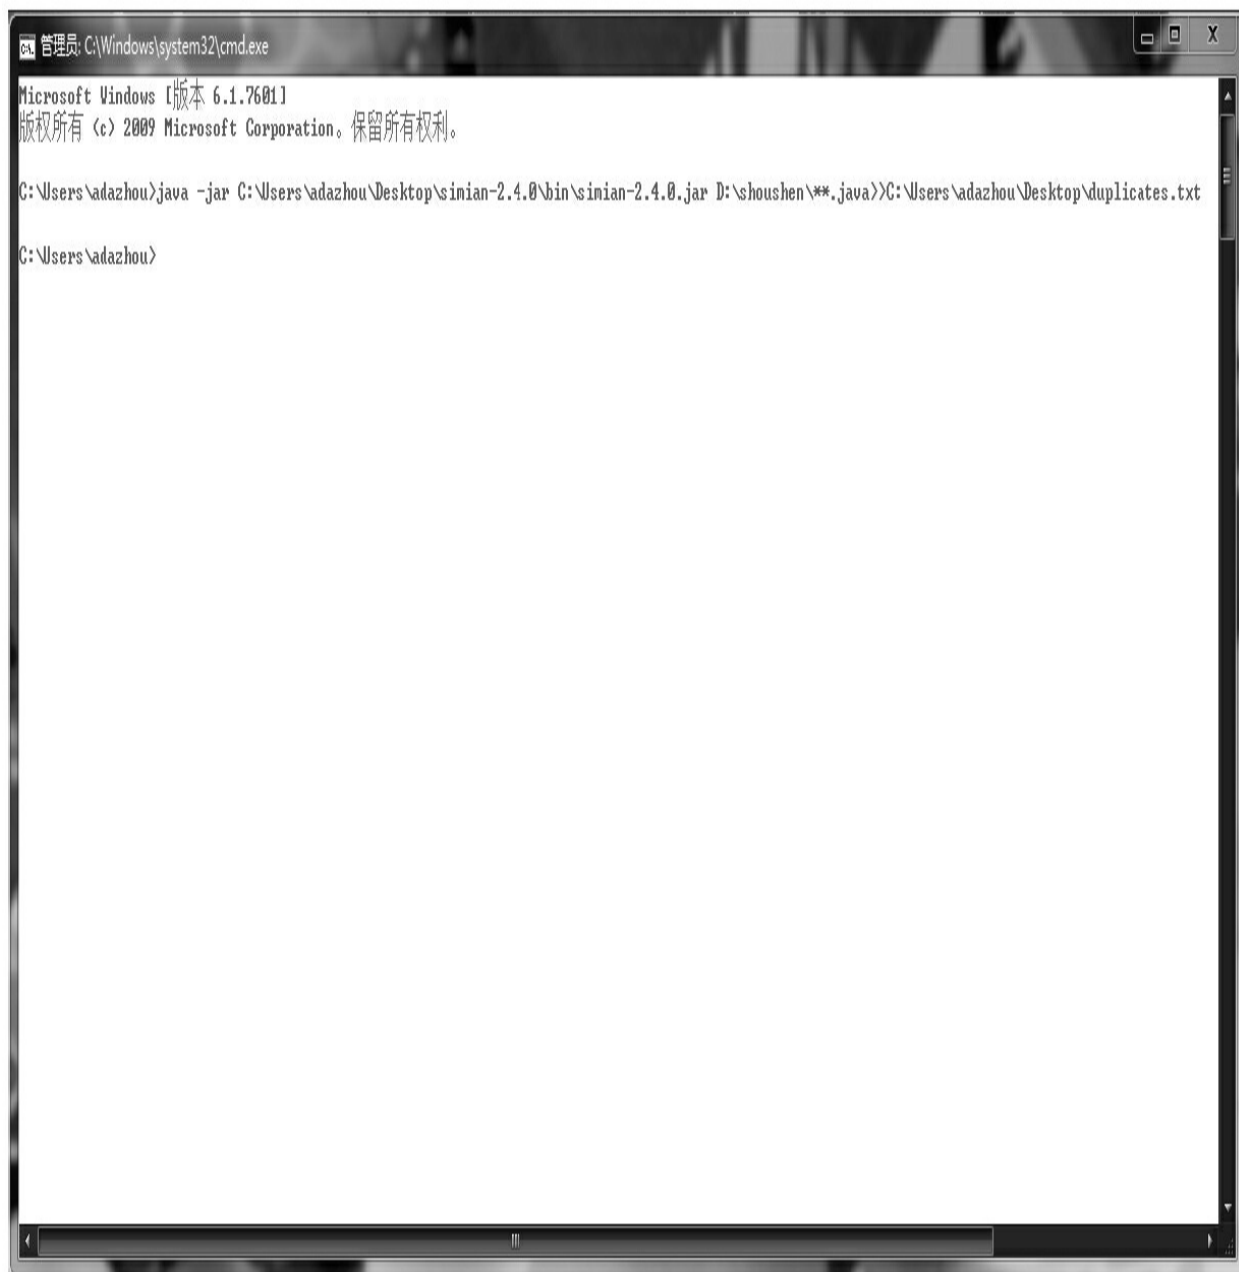 管理员: C:\Windows\system32\cmd.exe
Microsoft Windows [版本 6.1.7601]
版权所有 (c) 2009 Microsoft Corporation。保留所有权利。
C:\Users\adazhou>java -jar C:\Users\adazhou\Desktop\simian-2.4.0\bin\simian-2.4.0.jar D:\shoushen\**.java>>C:\Users\adazhou\Desktop\duplicates.txt
C:\Users\adazhou>